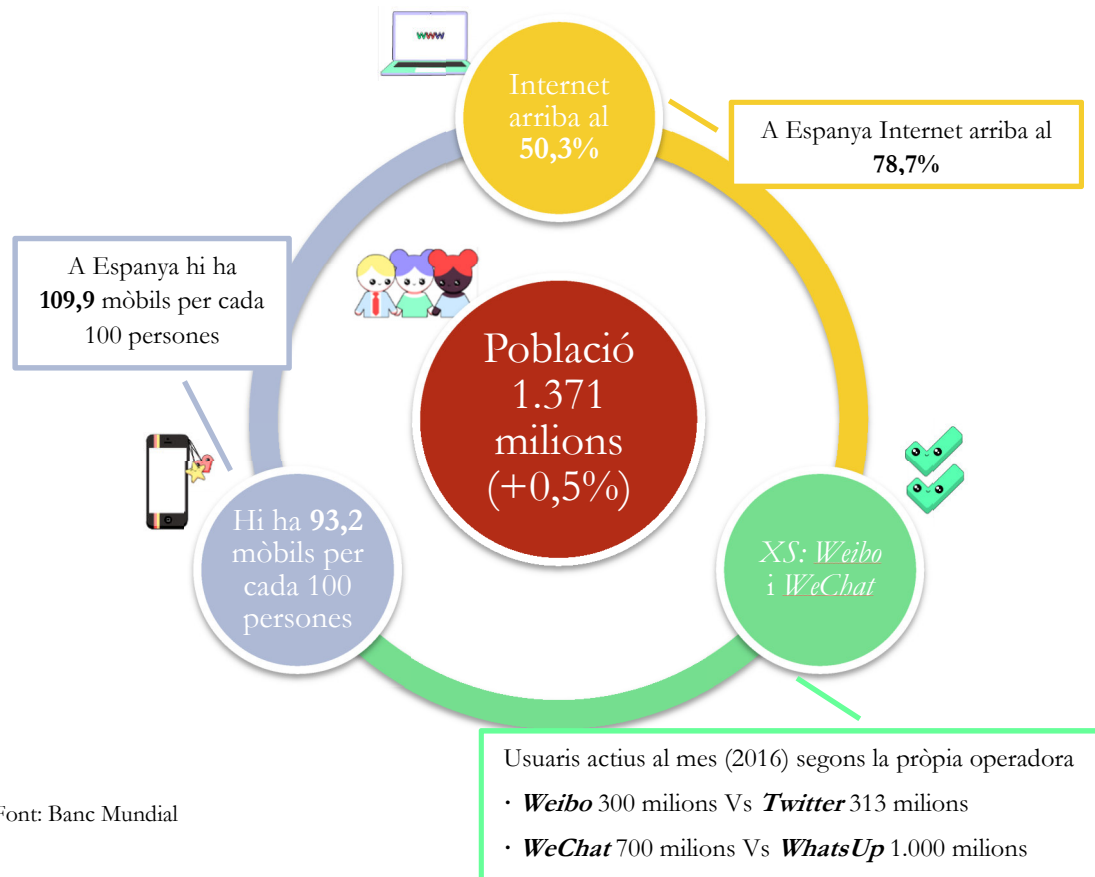 www
Internet
arriba al
50,3%
A Espanya Internet arriba al
78,7%
A Espanya hi ha
109,9 mòbils per cada
100 persones
Població
1.371
milions
(+0,5%)
Hi ha 93,2
mòbils per
cada 100
persones
XS: Weibo
i WeChat
Usuaris actius al mes (2016) segons la pròpia operadora
· Weibo 300 milions Vs Twitter 313 milions
· WeChat 700 milions Vs WhatsUp 1.000 milions
Font: Banc Mundial